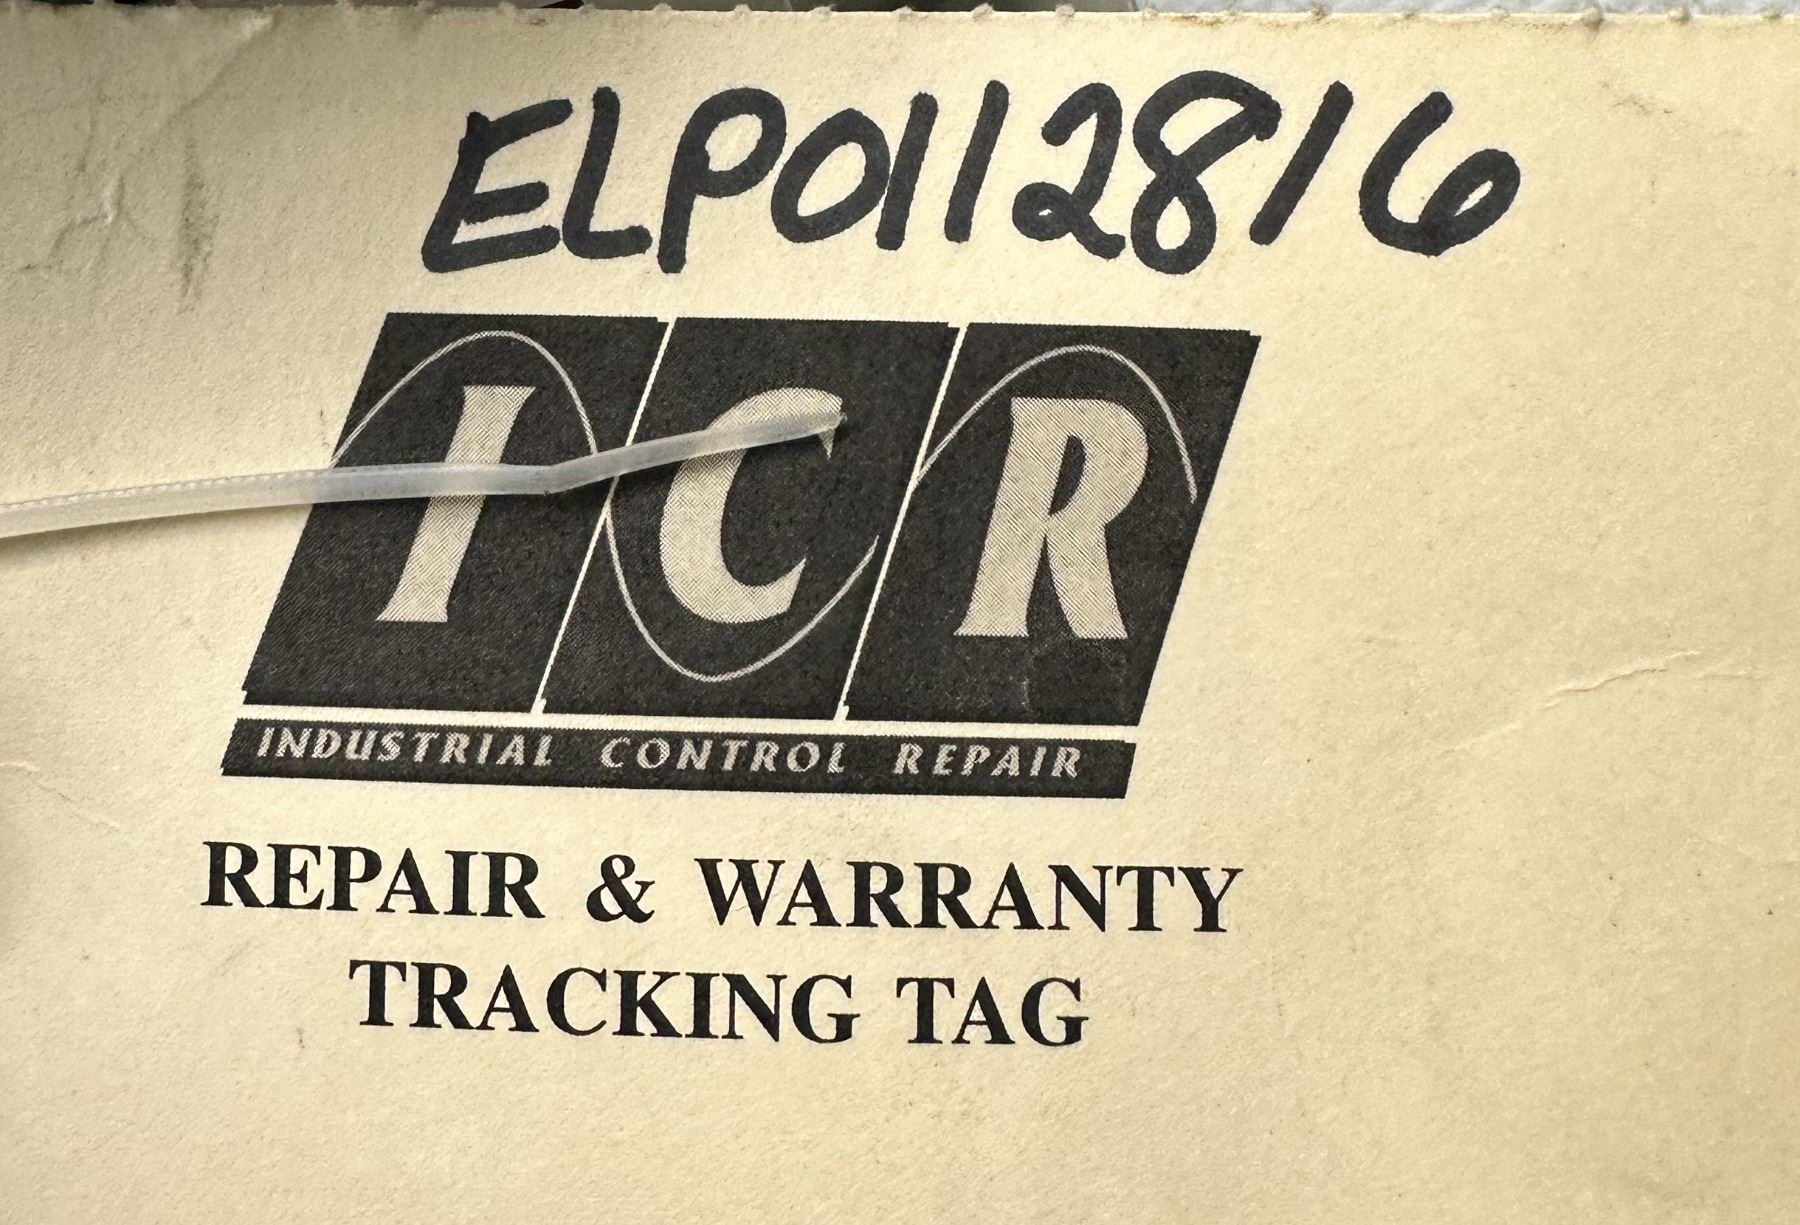 ELP0112816
ICR
INDUSTRIAL CONTROL REPAIR
REPAIR & WARRANTY
TRACKING TAG